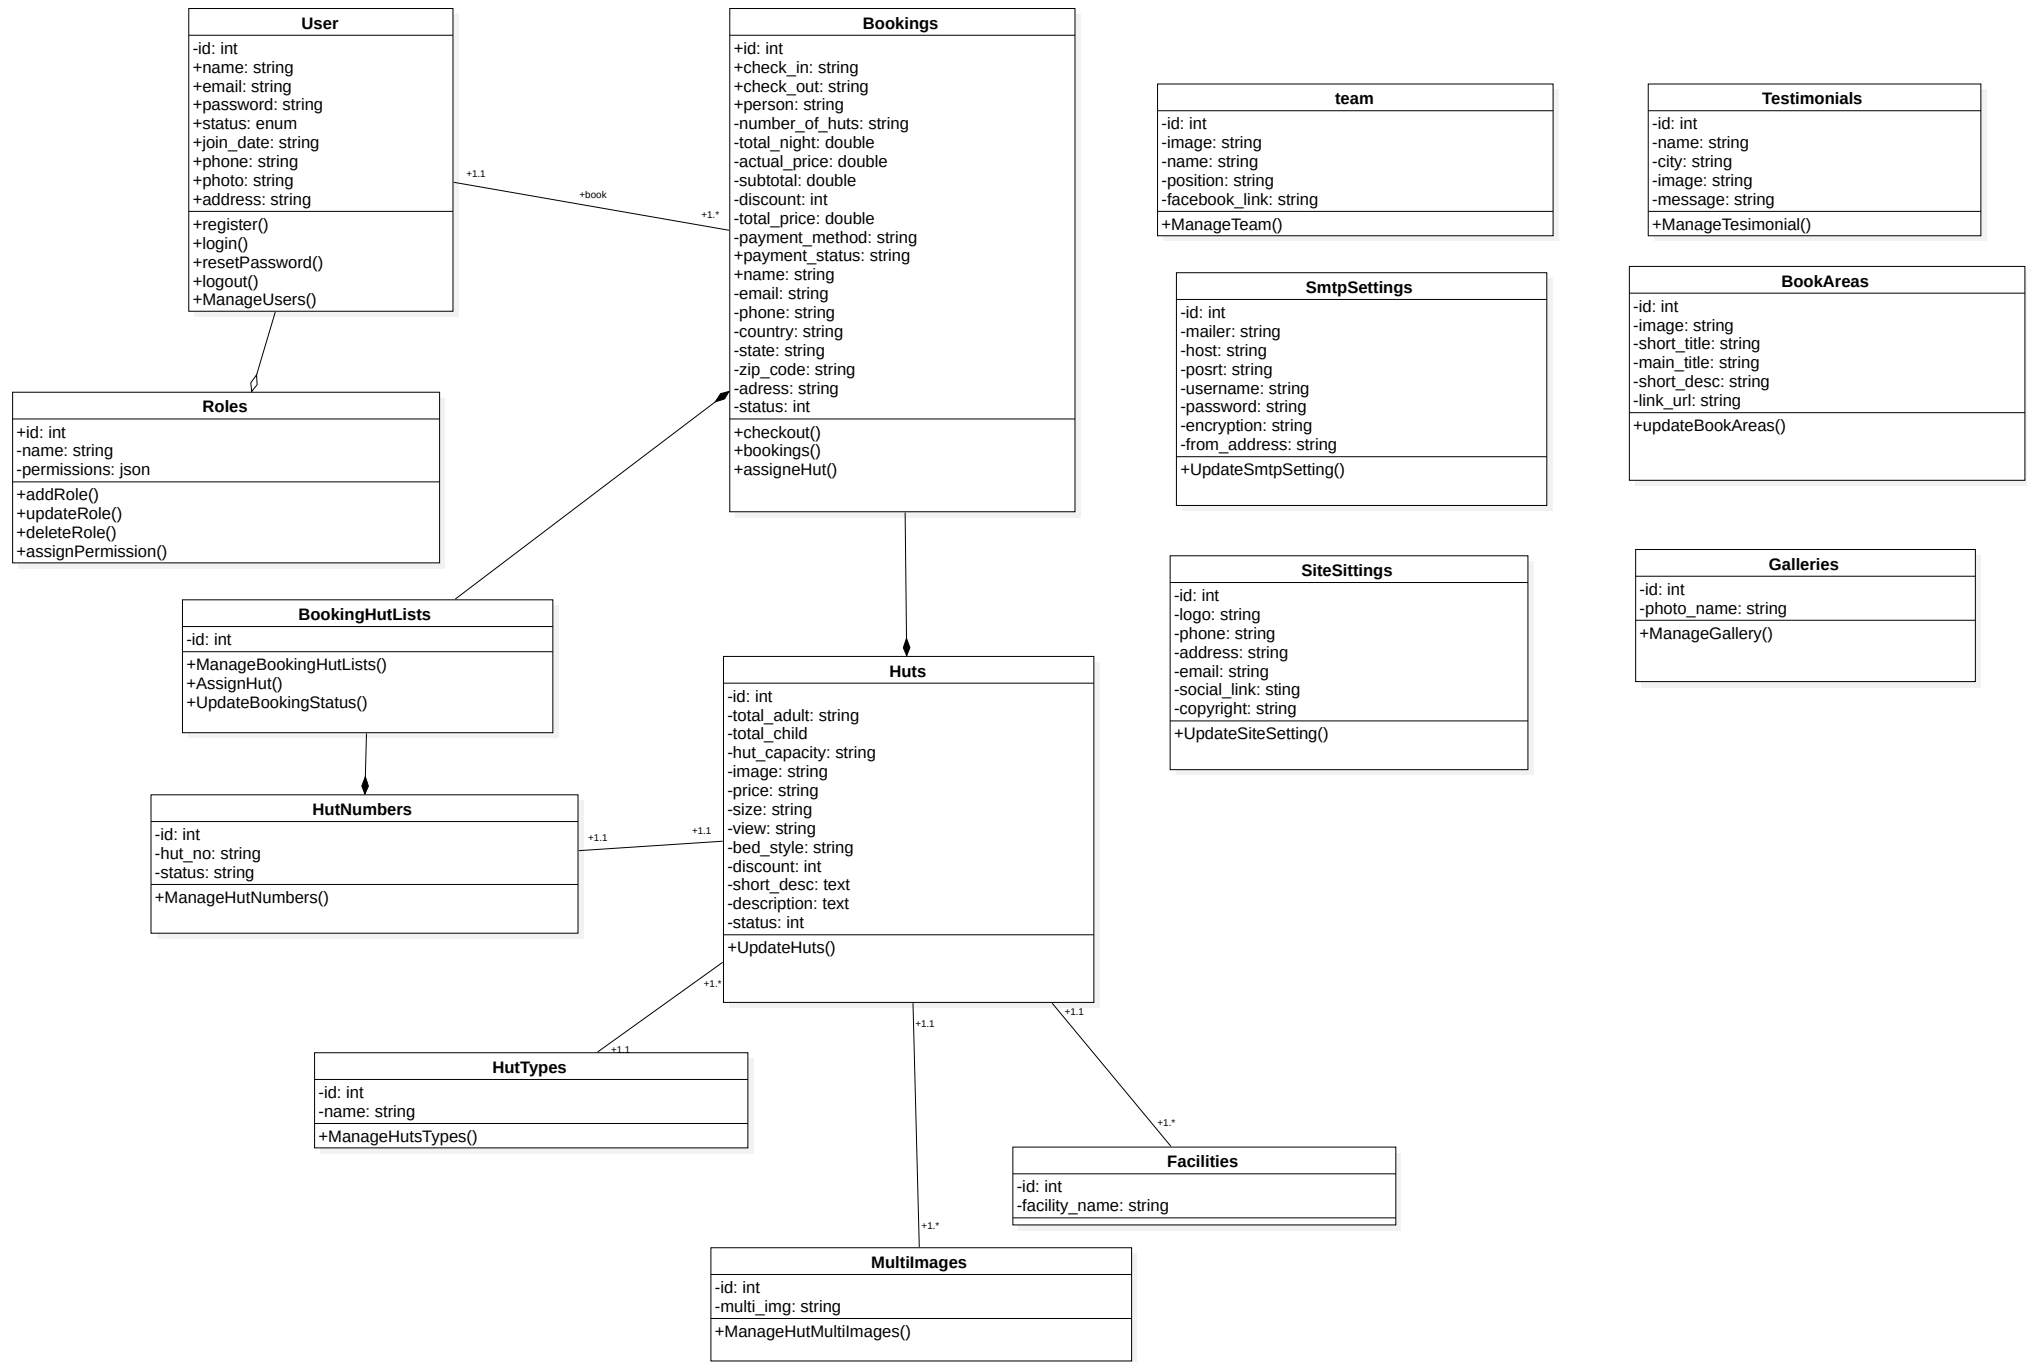 User
-id: int
+name: string
+email: string
+password: string
+status: enum
+join_date: string
+phone: string
+photo: string
+address: string
+register()
+login()
+resetPassword()
+logout()
+ManageUsers()
+1.1
+book
+1.*
Bookings
+id: int
+check_in: string
+check_out: string
+person: string
-number_of_huts: string
-total_night: double
-actual_price: double
-subtotal: double
-discount: int
-total_price: double
-payment_method: string
+payment_status: string
+name: string
-email: string
-phone: string
-country: string
-state: string
-zip_code: string
-adress: string
-status: int
+checkout()
+bookings()
+assigneHut()
team
-id: int
-image: string
-name: string
-position: string
-facebook_link: string
+ManageTeam()
Testimonials
-id: int
-name: string
-city: string
-image: string
-message: string
+ManageTesimonial()
SmtpSettings
-id: int
-mailer: string
-host: string
-posrt: string
-username: string
-password: string
-encryption: string
-from_address: string
+UpdateSmtpSetting()
BookAreas
-id: int
-image: string
-short_title: string
-main_title: string
-short_desc: string
-link_url: string
+updateBookAreas()
Roles
+id: int
-name: string
-permissions: json
+addRole()
+updateRole()
+deleteRole()
+assignPermission()
SiteSittings
-id: int
-logo: string
-phone: string
-address: string
-email: string
-social_link: sting
-copyright: string
+UpdateSiteSetting()
Galleries
-id: int
-photo_name: string
+ManageGallery()
BookingHutLists
-id: int
+ManageBookingHutLists()
+AssignHut()
+UpdateBookingStatus()
Huts
-id: int
-total_adult: string
-total_child
-hut_capacity: string
-image: string
-price: string
-size: string
-view: string
-bed_style: string
-discount: int
-short_desc: text
-description: text
-status: int
+UpdateHuts()
HutNumbers
-id: int
-hut_no: string
-status: string
+ManageHutNumbers()
+1.1
+1.1
+1.*
+1.1
HutTypes
-id: int
-name: string
+ManageHutsTypes()
+1.1
+1.*
+1.1
+1.*
Facilities
-id: int
-facility_name: string
MultiImages
-id: int
-multi_img: string
+ManageHutMultiImages()